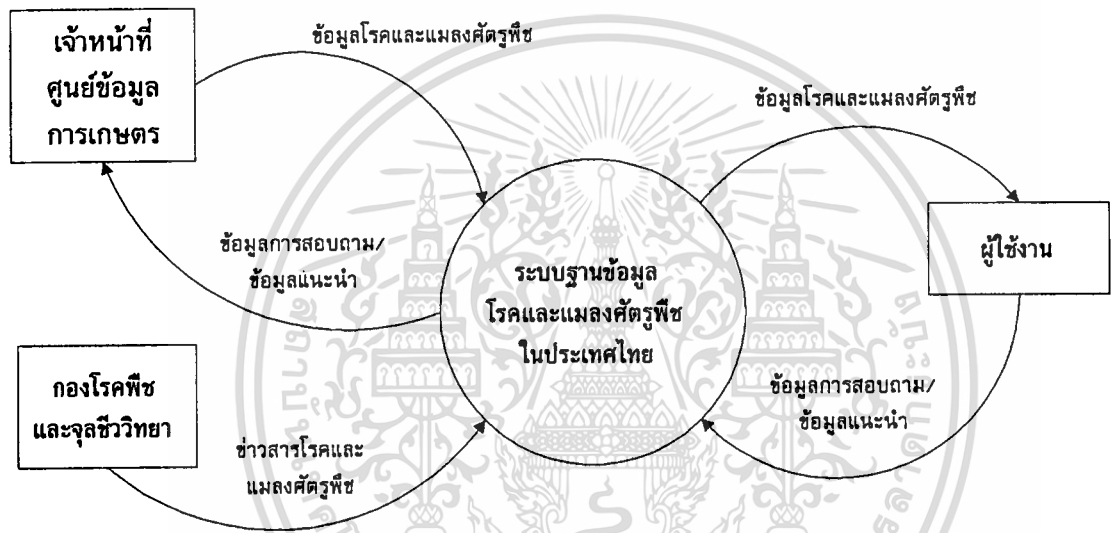 เจ้าหน้าที่
ศูนย์ข้อมูล
การเกษตร
ข้อมูลโรคและแมลงศัตรูพืช
ข้อมูลโรคและแมลงศัตรูพืช
ข้อมูลการสอบถาม/
ข้อมูลแนะนำ
ระบบฐานข้อมูล
โรคและแมลงศัตรูพืช
ในประเทศไทย
ผู้ใช้งาน
กองโรคพืช
และจุลชีววิทยา
ข่าวสารโรคและ
แมลงศัตรูพืช
ข้อมูลการสอบถาม/
ข้อมูลแนะนำ